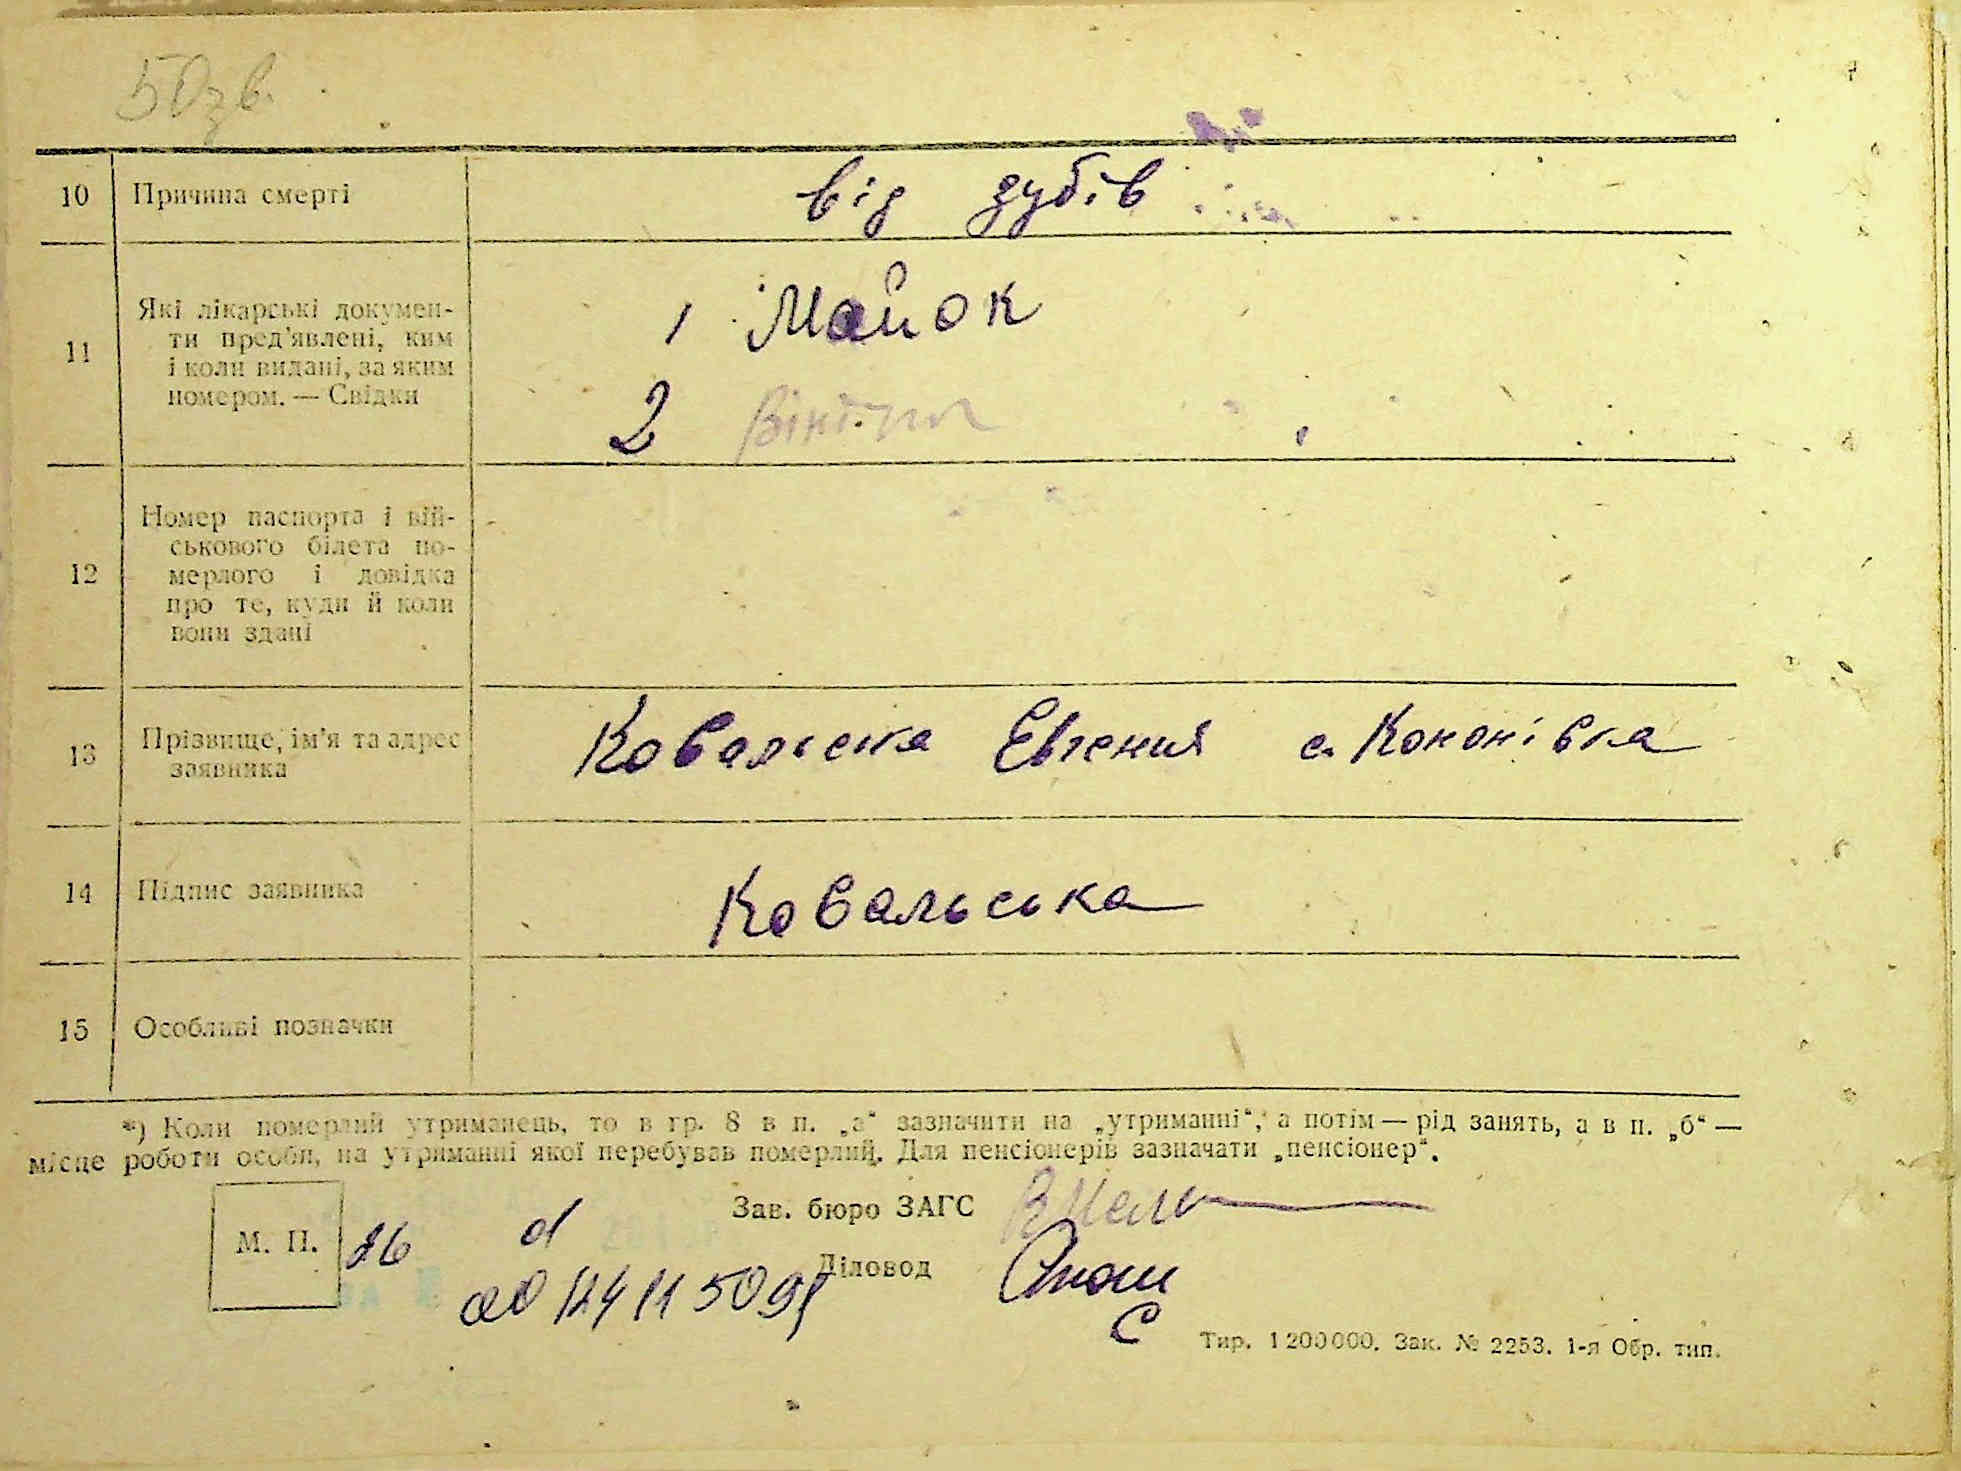 50зв.
10 Причина смерті від зубів
11 Які лікарські докумен-
ти пред'явлені, ким
і коли видані, за яким
номером. — Свідки
1 Майок
2
12 Номер паспорта і вій-
ськового білета по-
мерлого і довідка
про те, куди й коли
вони здані
13 Прізвище, ім'я та адрес
заявника
Ковальська Евгения с. Кононівка
14 Підпис заявника Ковальська
15 Особливі позначки
*) Коли померлий утриманець, то в гр. 8 в п. „а“ зазначити на „утриманні“, а потім — рід занять, а в п. „б“ —
місце роботи особи, на утриманні якої перебував померлий. Для пенсіонерів зазначати „пенсіонер“.
Зав. бюро ЗАГС
М. П.
Діловод
Тир. 1 200 000. Зак. № 2253. 1-я Обр. тип.